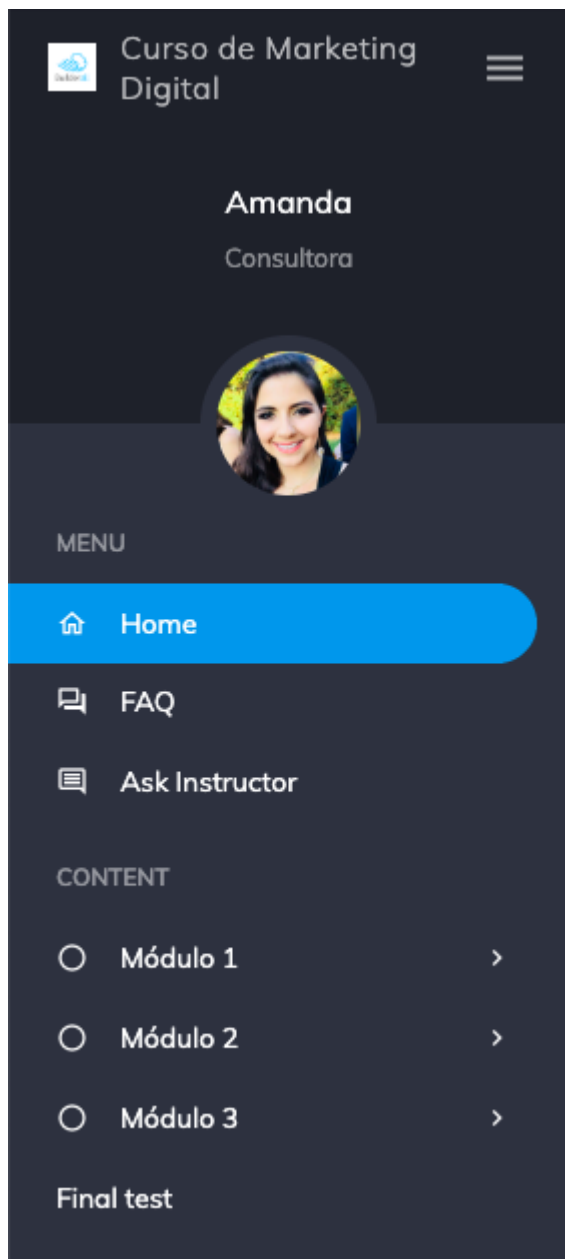 Curso de Marketing
Digital
Amanda
Consultora
MENU
Home
FAQ
Ask Instructor
CONTENT
Módulo 1
Módulo 2
Módulo 3
Final test